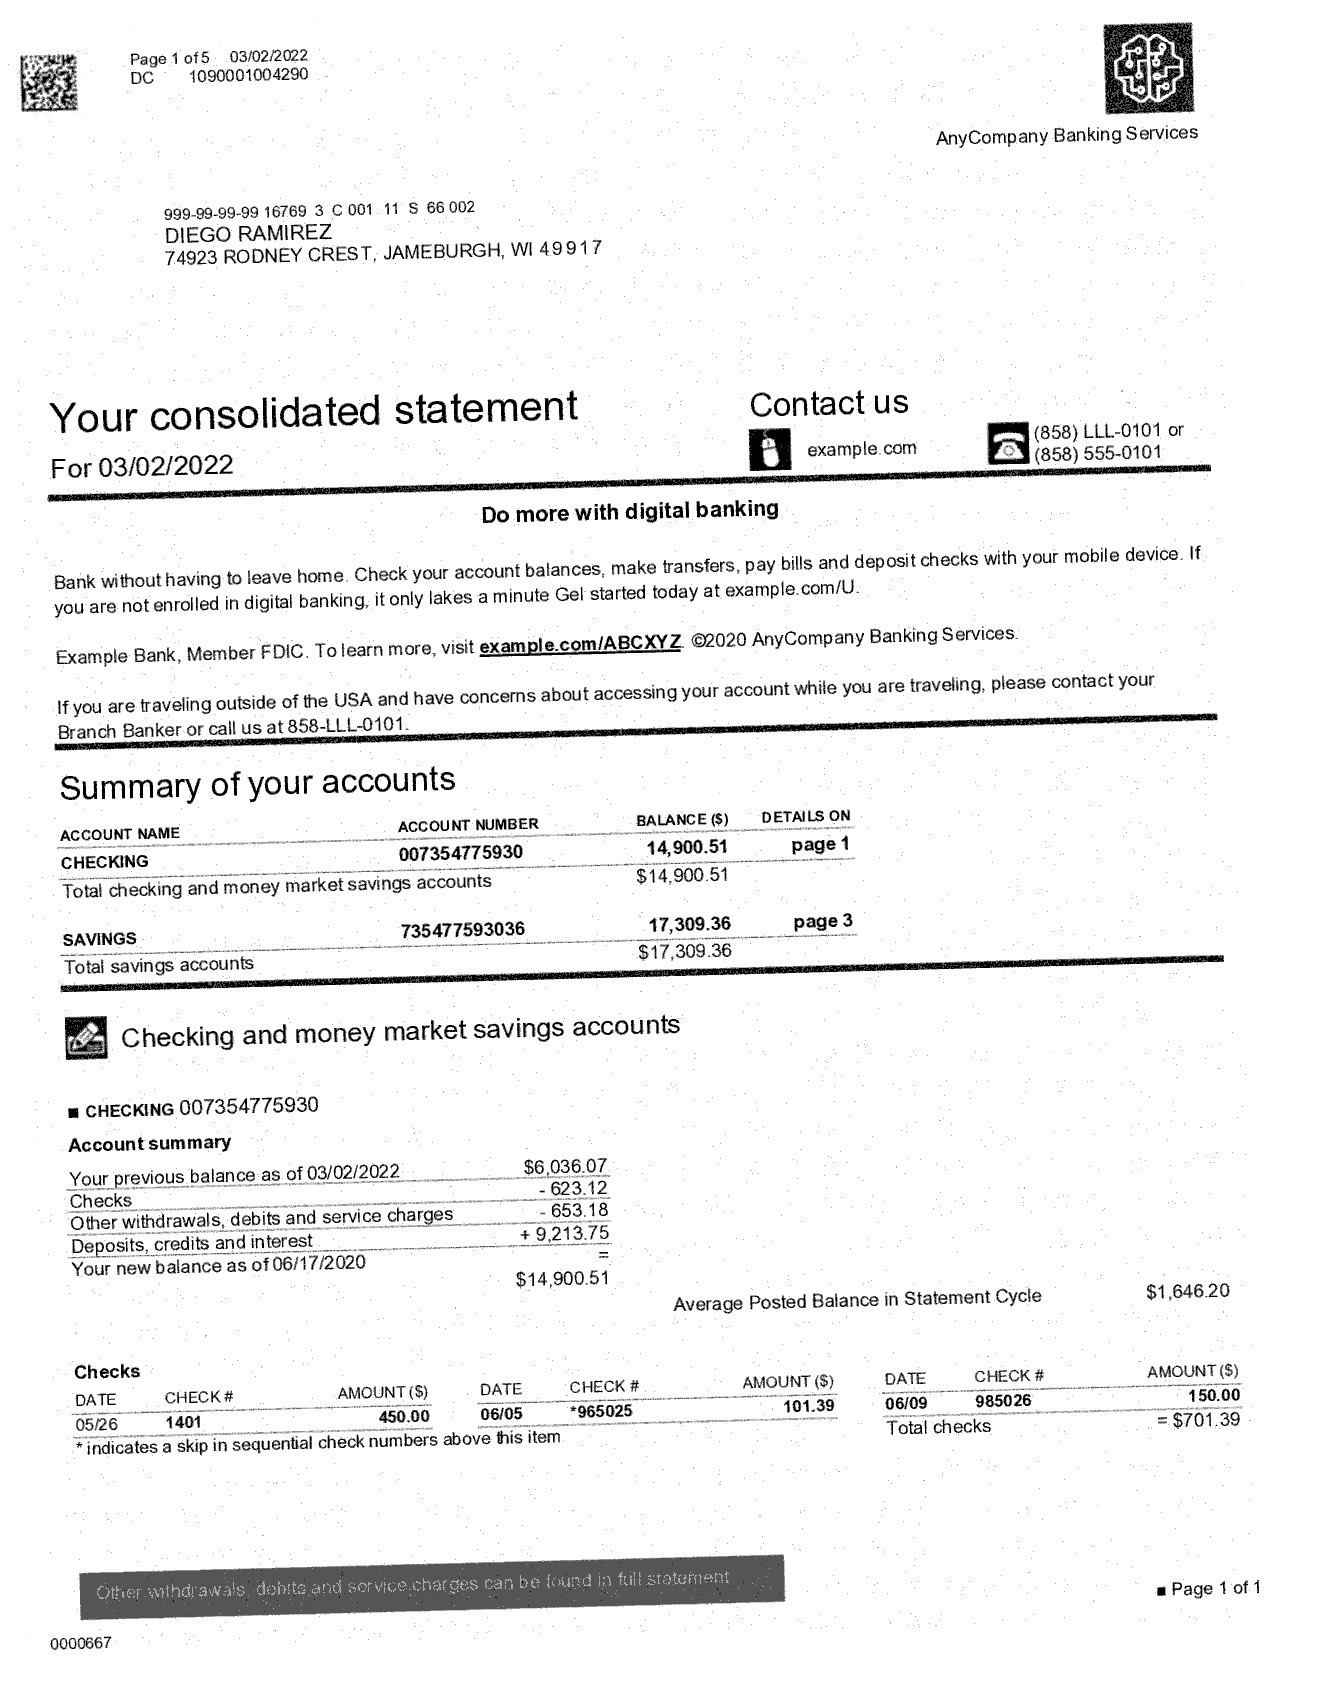 Page 1 of 5 03/02/2022
DC 1090001004290
AnyCompany Banking Services
999-99-99-99 16769 3 C 001 11 S 66 002
DIEGO RAMIREZ
74923 RODNEY CREST, JAMEBURGH, WI 49917
Your consolidated statement
For 03/02/2022
Contact us
example.com
(858) LLL-0101 or
(858) 555-0101
Do more with digital banking
Bank without having to leave home. Check your account balances, make transfers, pay bills and deposit checks with your mobile device. If
you are not enrolled in digital banking, it only lakes a minute Gel started today at example.com/U.
Example Bank, Member FDIC. To learn more, visit example.com/ABCXYZ. ©2020 AnyCompany Banking Services.
If you are traveling outside of the USA and have concerns about accessing your account while you are traveling, please contact your
Branch Banker or call us at 858-LLL-0101.
Summary of your accounts
ACCOUNT NAME ACCOUNT NUMBER BALANCE ($) DETAILS ON
CHECKING 007354775930 14,900.51 page 1
Total checking and money market savings accounts $14,900.51
SAVINGS 735477593036 17,309.36 page 3
Total savings accounts $17,309.36
Checking and money market savings accounts
■ CHECKING 007354775930
Account summary
Your previous balance as of 03/02/2022 $6,036.07
Checks - 623.12
Other withdrawals, debits and service charges - 653.18
Deposits, credits and interest + 9,213.75
Your new balance as of 06/17/2020 =
$14,900.51
Average Posted Balance in Statement Cycle $1,646.20
Checks
DATE CHECK # AMOUNT ($) DATE CHECK # AMOUNT ($) DATE CHECK # AMOUNT ($)
05/26 1401 450.00 06/05 *965025 101.39 06/09 985026 150.00
* indicates a skip in sequential check numbers above this item Total checks = $701.39
Other withdrawals, debits and service charges can be found in full statement
■ Page 1 of 1
0000667